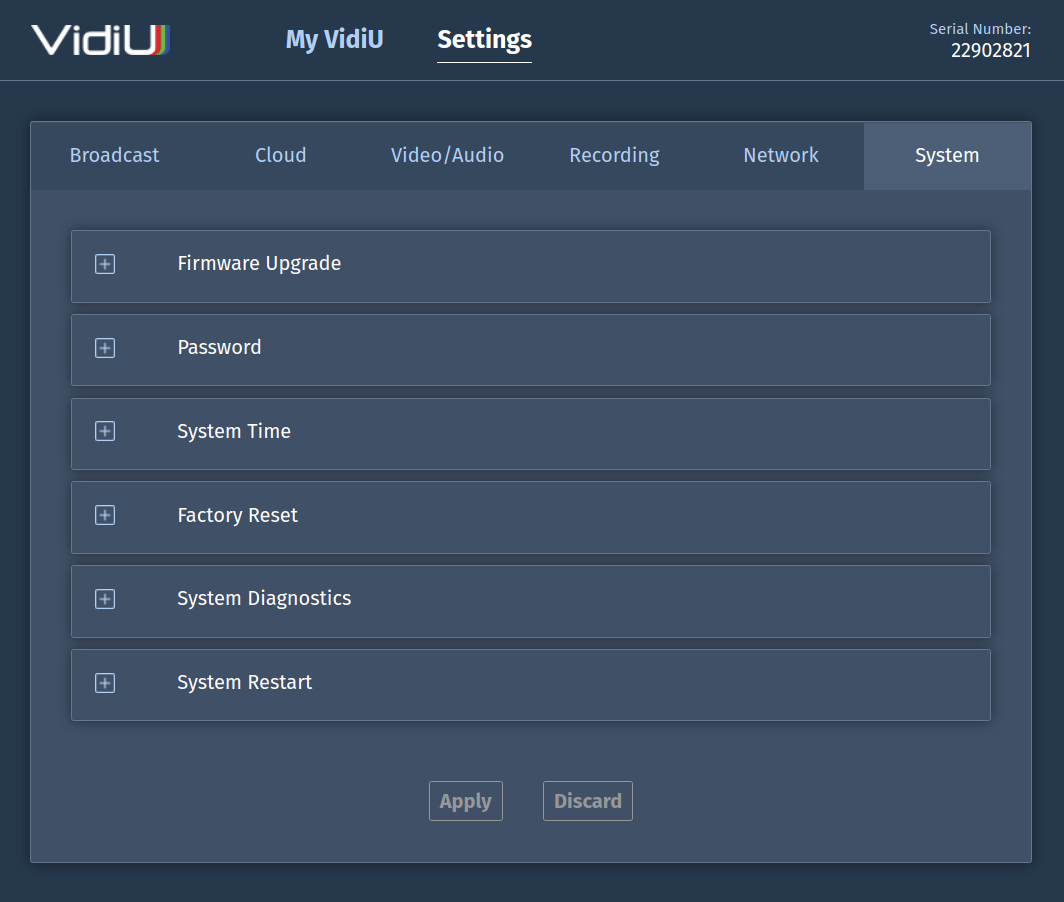 VidiU
My VidiU
Settings
Serial Number:
22902821
Broadcast
Cloud
Video/Audio
Recording
Network
System
Firmware Upgrade
Password
System Time
Factory Reset
System Diagnostics
System Restart
Apply
Discard